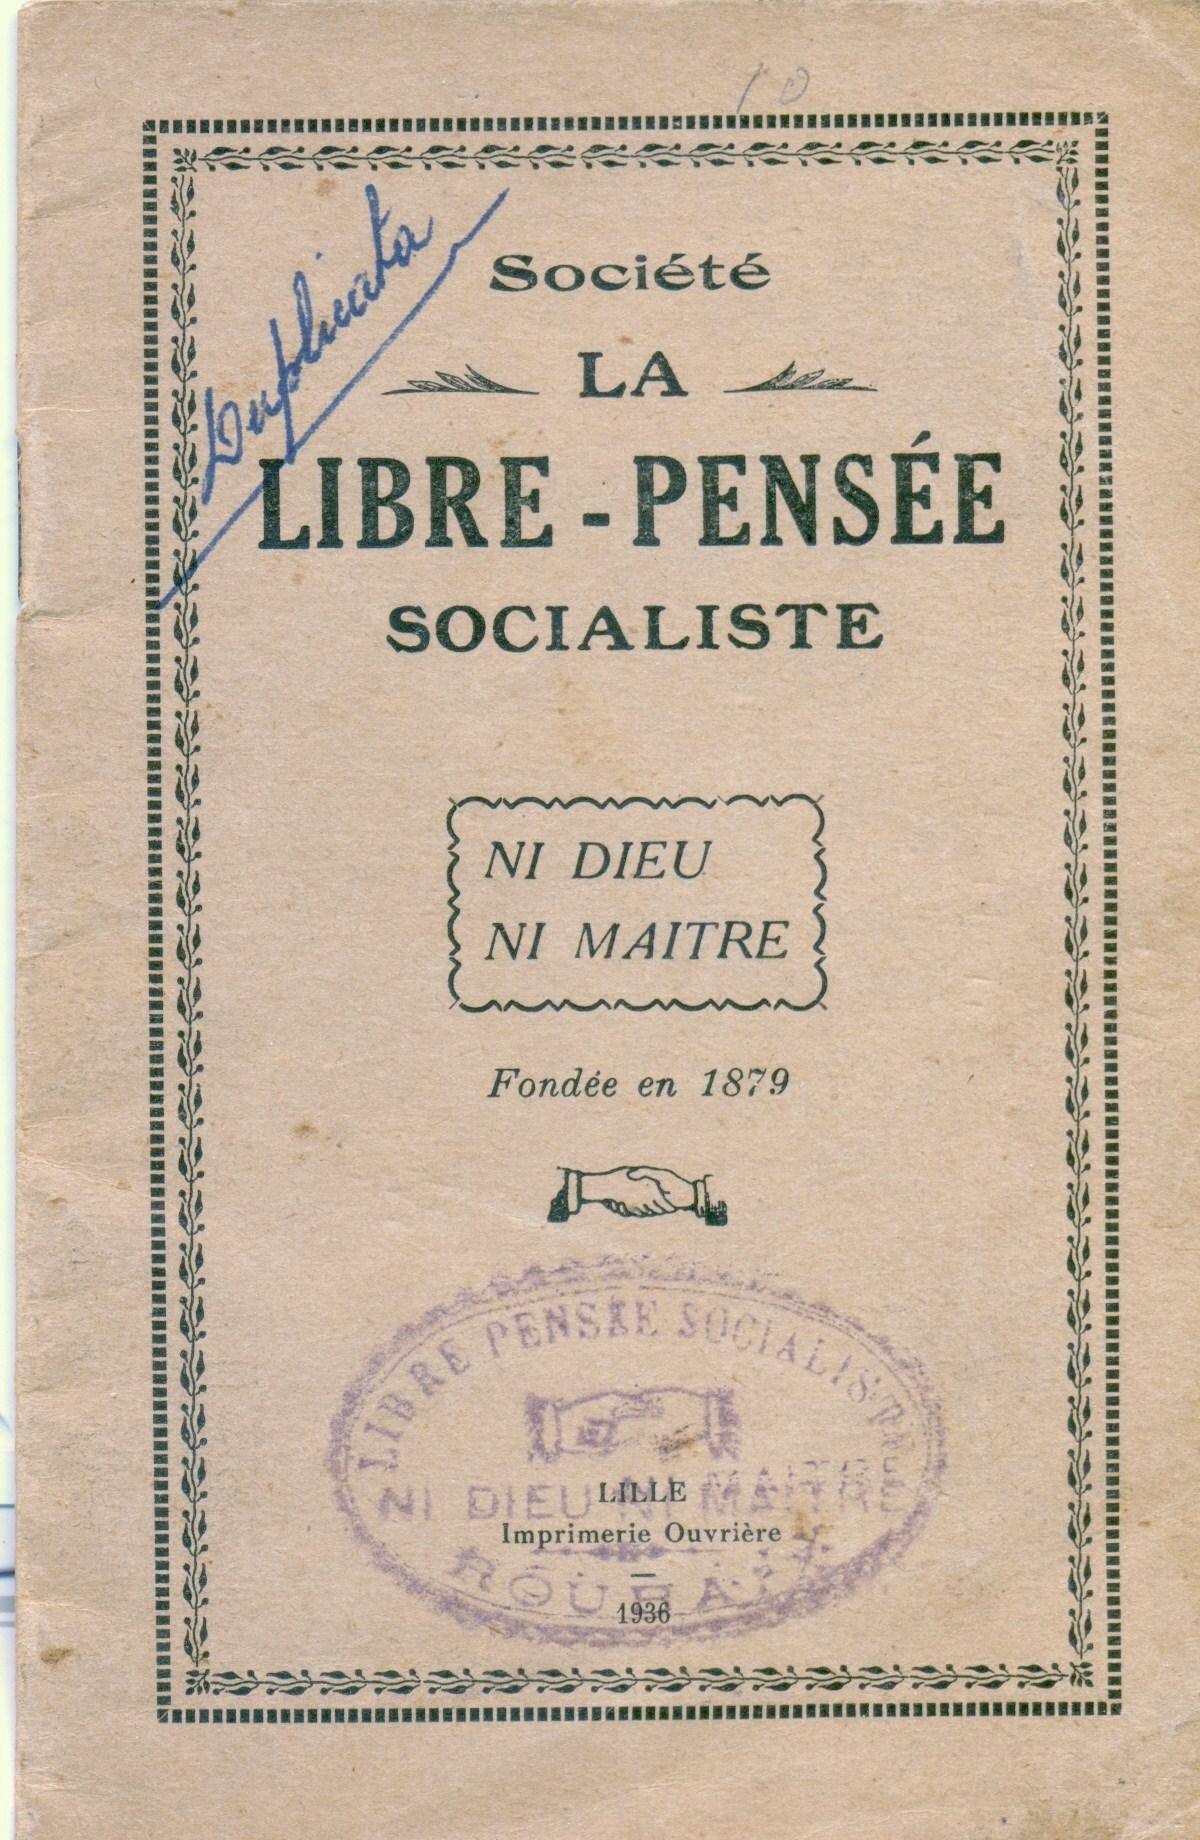 10
Duplicata
Société
LA
LIBRE - PENSÉE
SOCIALISTE
NI DIEU
NI MAITRE
Fondée en 1879
LIBRE PENSÉE SOCIALISTE
NI DIEU NI MAITRE
ROUBAIX
LILLE
Imprimerie Ouvrière
1936